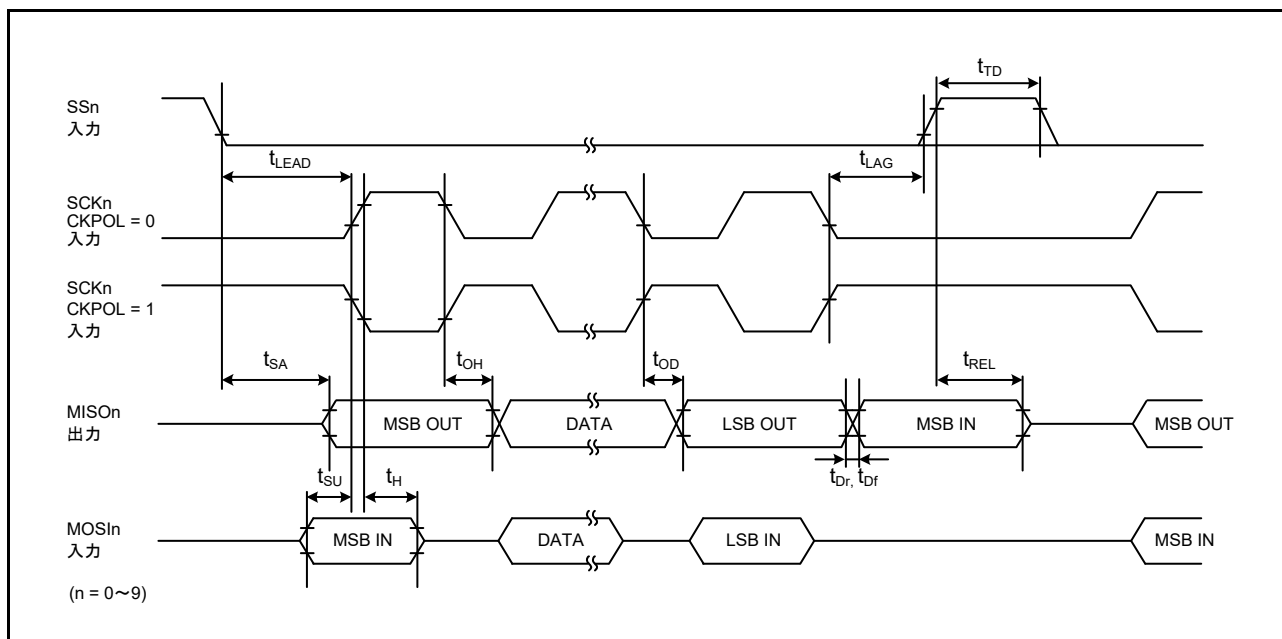 tTD
SSn
入力
tLEAD
tLAG
SCKn
CKPOL = 0
入力
SCKn
CKPOL = 1
入力
tSA
tOH
tOD
tREL
MISOn
出力
MSB OUT
DATA
LSB OUT
MSB IN
MSB OUT
tSU
tH
tDr, tDf
MOSIn
入力
MSB IN
DATA
LSB IN
MSB IN
(n = 0～9)